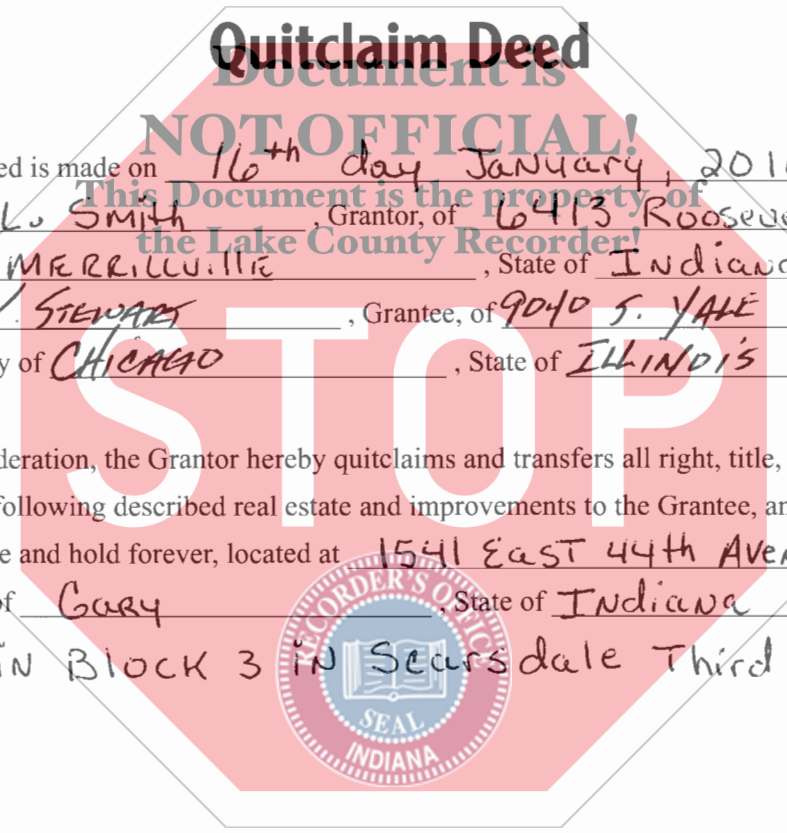 Quitclaim Deed
Document is
NOT OFFICIAL!
ed is made on 16th day January, 201
This Document is the property of
L. Smith, Grantor, of 6413 Rooseve
the Lake County Recorder!
MERRILLVillE, State of Indiana
STEWART, Grantee, of 9040 S. YALE
y of CHICAGO, State of ILLINOIS
STOP
deration, the Grantor hereby quitclaims and transfers all right, title,
following described real estate and improvements to the Grantee, an
e and hold forever, located at 1541 EaST 44th Aven
of Gary, State of INdiaNa
iN Block 3 iN Scarsdale Third
RECORDER'S OFFICE
SEAL
INDIANA